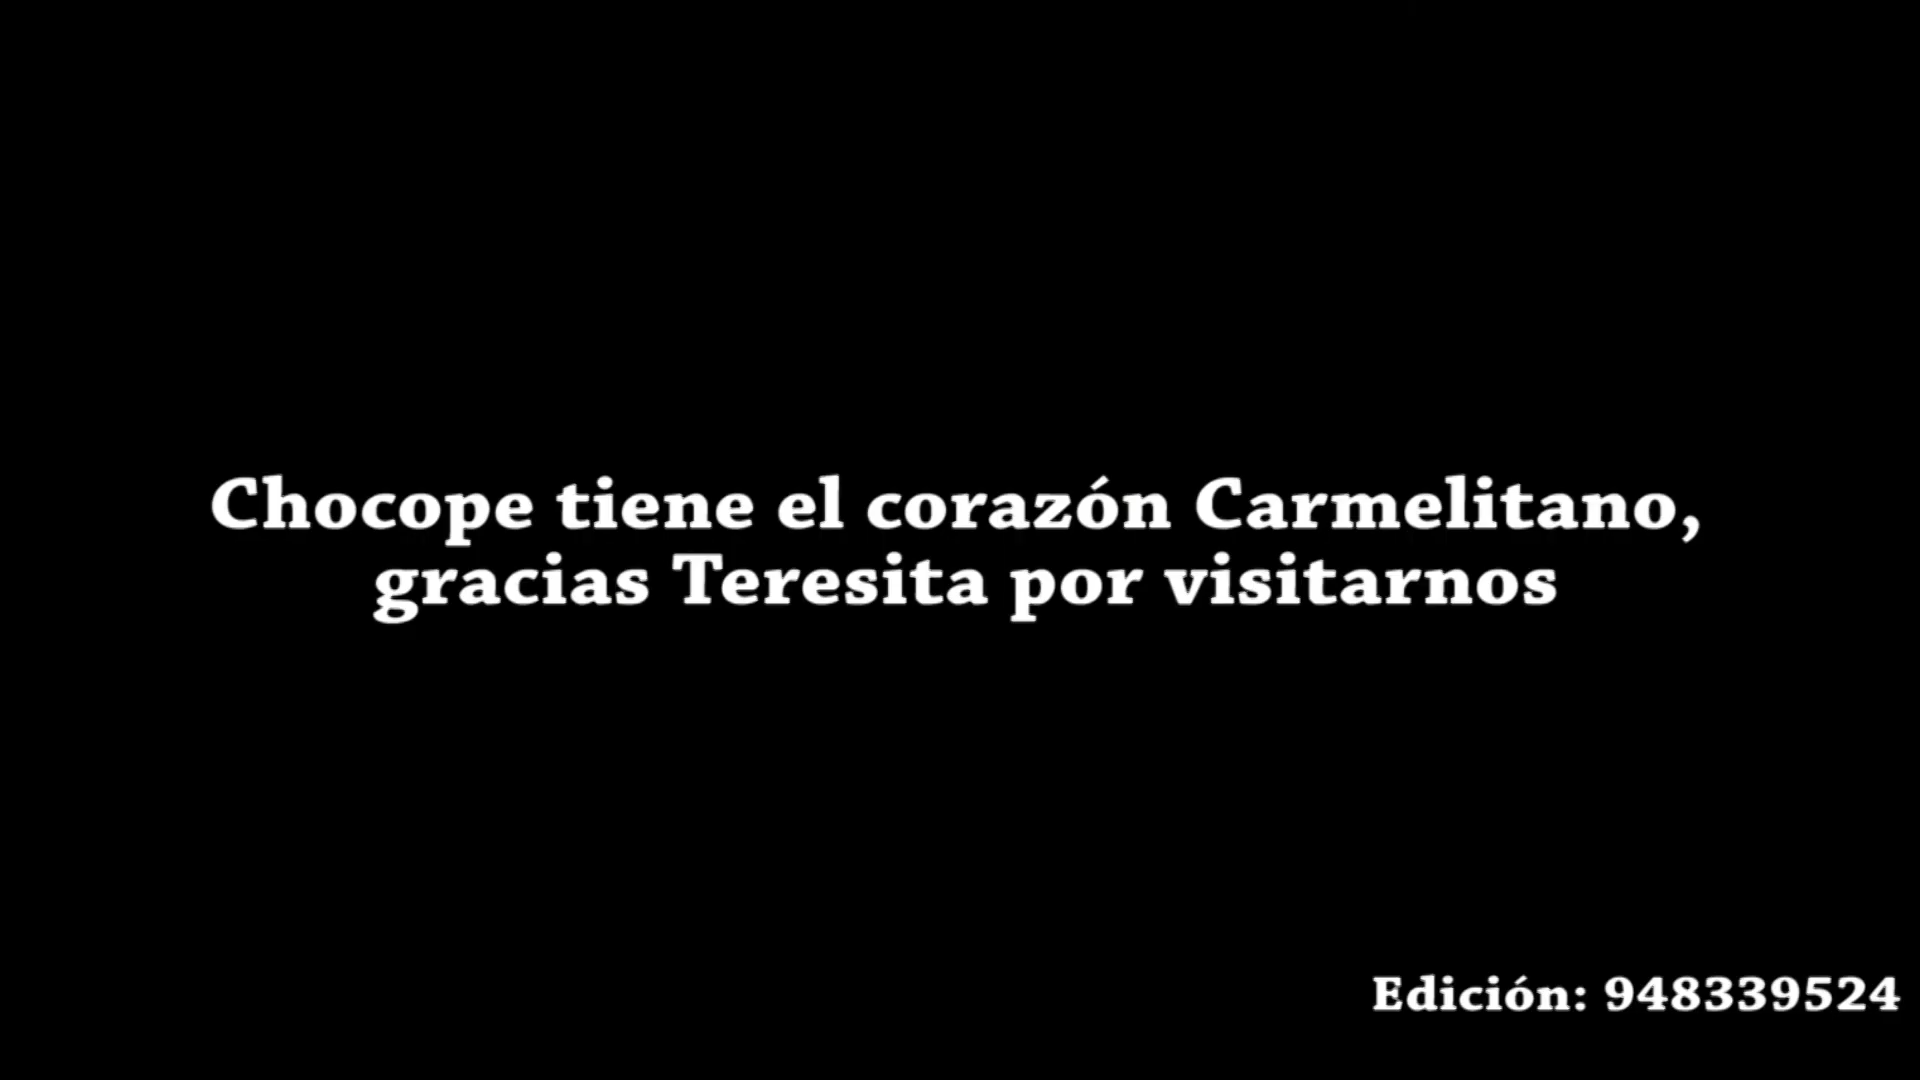 Chocope tiene el corazón Carmelitano,
gracias Teresita por visitarnos
Edición: 948339524